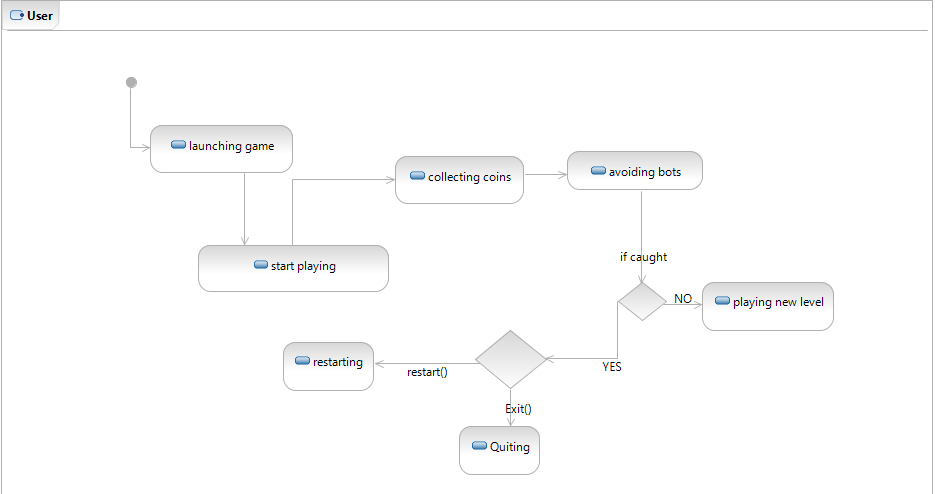 User
launching game
collecting coins
avoiding bots
start playing
if caught
NO
playing new level
restarting
restart()
YES
Exit()
Quiting